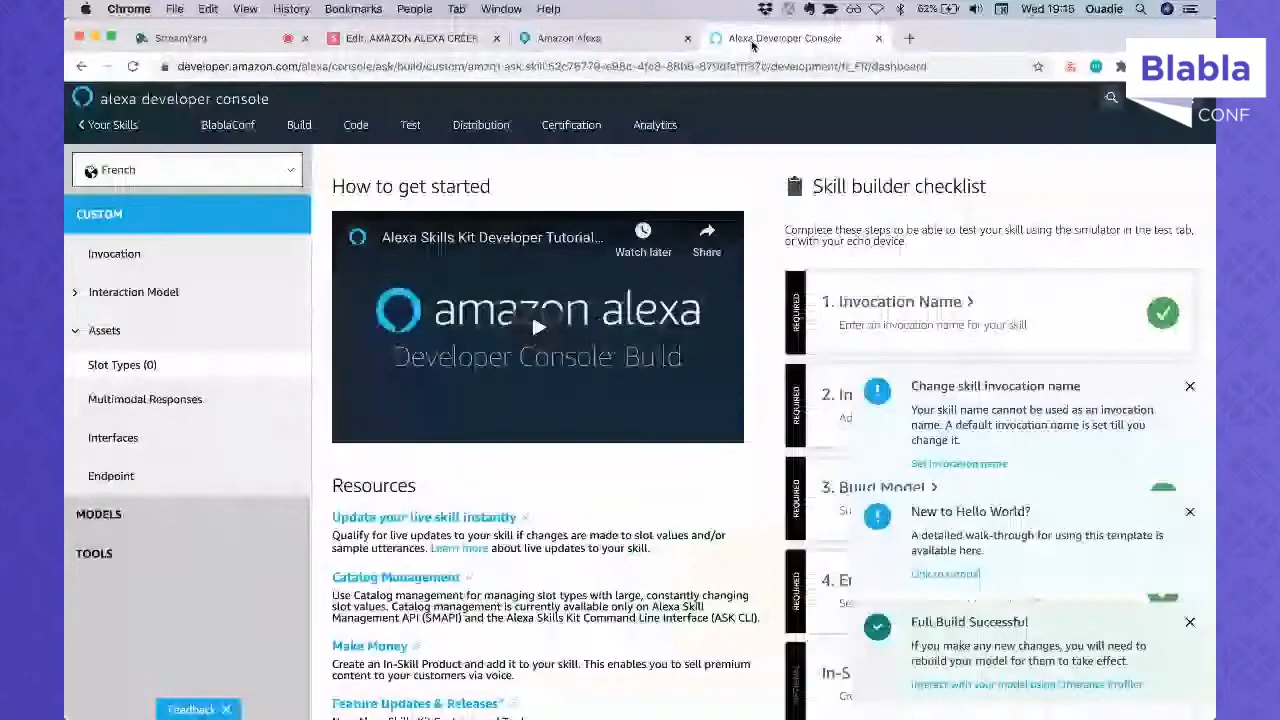 Chrome File Edit View History Bookmarks People Tab Window Help 62% Wed 19:15 Ouadie
StreamYard
Amazon Alexa
Alexa Developer Console
Blabla
CONF
alexa developer console
Your Skills BlablaConf Build Code Test Distribution Certification Analytics
French
CUSTOM
Invocation
Interaction Model
Assets
Slot Types (0)
Multimodal Responses
Interfaces
Endpoint
MODELS
TOOLS
Feedback
How to get started
Alexa Skills Kit Developer Tutorial...
Watch later
Share
amazon alexa
Developer Console: Build
Resources
Update your live skill instantly
Qualify for live updates to your skill if changes are made to slot values and/or
sample utterances. Learn more about live updates to your skill.
Catalog Management
Use Catalog management for managing slot types with large, constantly changing
slot values. Catalog management is currently available only on Alexa Skill
Management API (SMAPI) and the Alexa Skills Kit Command Line Interface (ASK CLI).
Make Money
Create an In-Skill Product and add it to your skill. This enables you to sell premium
content to your customers via voice.
Feature Updates & Releases
Skill builder checklist
Complete these steps to be able to test your skill using the simulator in the test tab,
or with your echo device.
REQUIRED
1. Invocation Name >
Enter an invocation name for your skill
REQUIRED
2. In
Change skill invocation name
Your skill name cannot be used as an invocation
name. A default invocation name is set till you
change it.
Set invocation name
REQUIRED
3. Build Model >
New to Hello World?
A detailed walk-through for using this template is
available here.
Link to tutorial
REQUIRED
4. E
Full Build Successful
If you make any new changes, you will need to
rebuild your model for them to take effect.
Interact with your model using Utterance Profiler
In-S